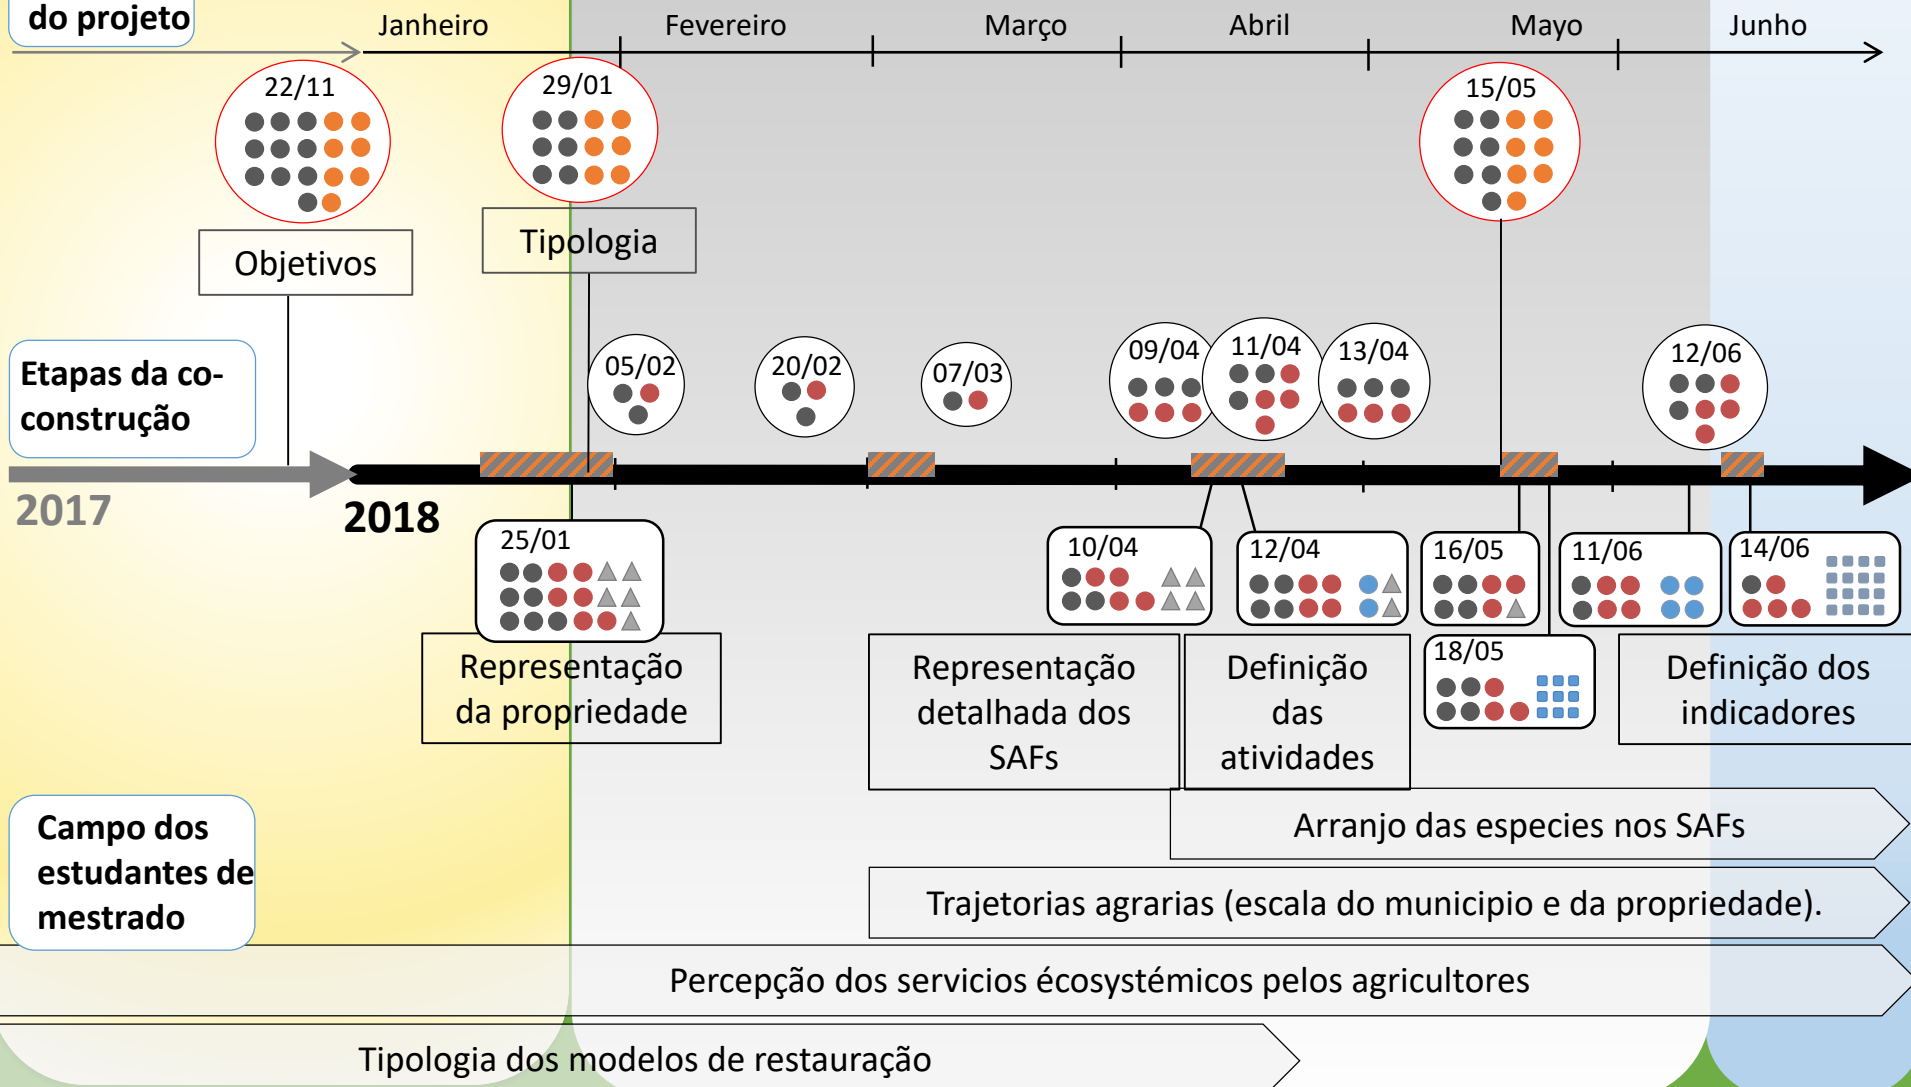 do projeto
Janheiro
Fevereiro
Março
Abril
Mayo
Junho
22/11
29/01
15/05
Objetivos
Tipologia
Etapas da co-
construção
05/02
20/02
07/03
09/04
11/04
13/04
12/06
2017
2018
25/01
10/04
12/04
16/05
11/06
14/06
18/05
Representação
da propriedade
Representação
detalhada dos
SAFs
Definição
das
atividades
Definição dos
indicadores
Campo dos
estudantes de
mestrado
Arranjo das especies nos SAFs
Trajetorias agrarias (escala do municipio e da propriedade).
Percepção dos servicios écosystémicos pelos agricultores
Tipologia dos modelos de restauração